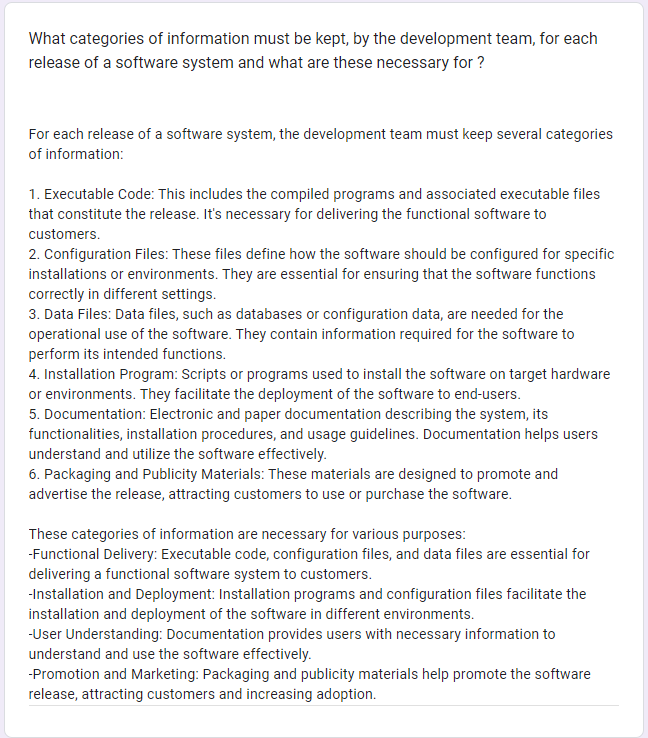 What categories of information must be kept, by the development team, for each
release of a software system and what are these necessary for ?
For each release of a software system, the development team must keep several categories
of information:
1. Executable Code: This includes the compiled programs and associated executable files
that constitute the release. It's necessary for delivering the functional software to
customers.
2. Configuration Files: These files define how the software should be configured for specific
installations or environments. They are essential for ensuring that the software functions
correctly in different settings.
3. Data Files: Data files, such as databases or configuration data, are needed for the
operational use of the software. They contain information required for the software to
perform its intended functions.
4. Installation Program: Scripts or programs used to install the software on target hardware
or environments. They facilitate the deployment of the software to end-users.
5. Documentation: Electronic and paper documentation describing the system, its
functionalities, installation procedures, and usage guidelines. Documentation helps users
understand and utilize the software effectively.
6. Packaging and Publicity Materials: These materials are designed to promote and
advertise the release, attracting customers to use or purchase the software.
These categories of information are necessary for various purposes:
-Functional Delivery: Executable code, configuration files, and data files are essential for
delivering a functional software system to customers.
-Installation and Deployment: Installation programs and configuration files facilitate the
installation and deployment of the software in different environments.
-User Understanding: Documentation provides users with necessary information to
understand and use the software effectively.
-Promotion and Marketing: Packaging and publicity materials help promote the software
release, attracting customers and increasing adoption.